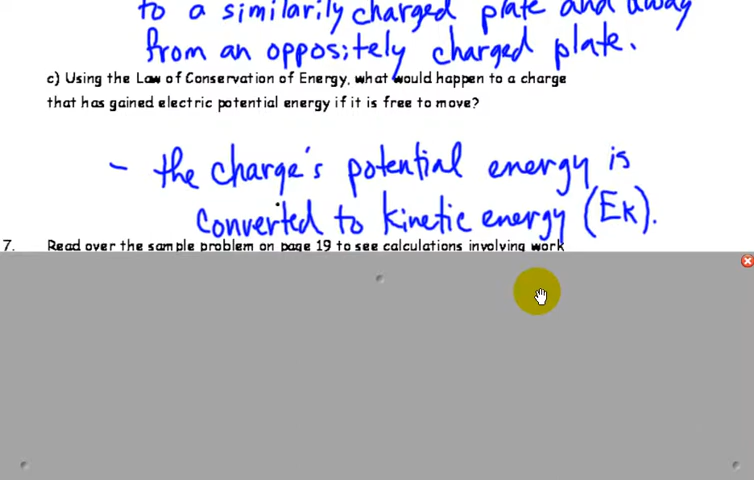 to a similarily charged plate and away
from an oppositely charged plate.
c) Using the Law of Conservation of Energy, what would happen to a charge
that has gained electric potential energy if it is free to move?
- the charge's potential energy is
converted to kinetic energy (Ek).
7. Read over the sample problem on page 19 to see calculations involving work